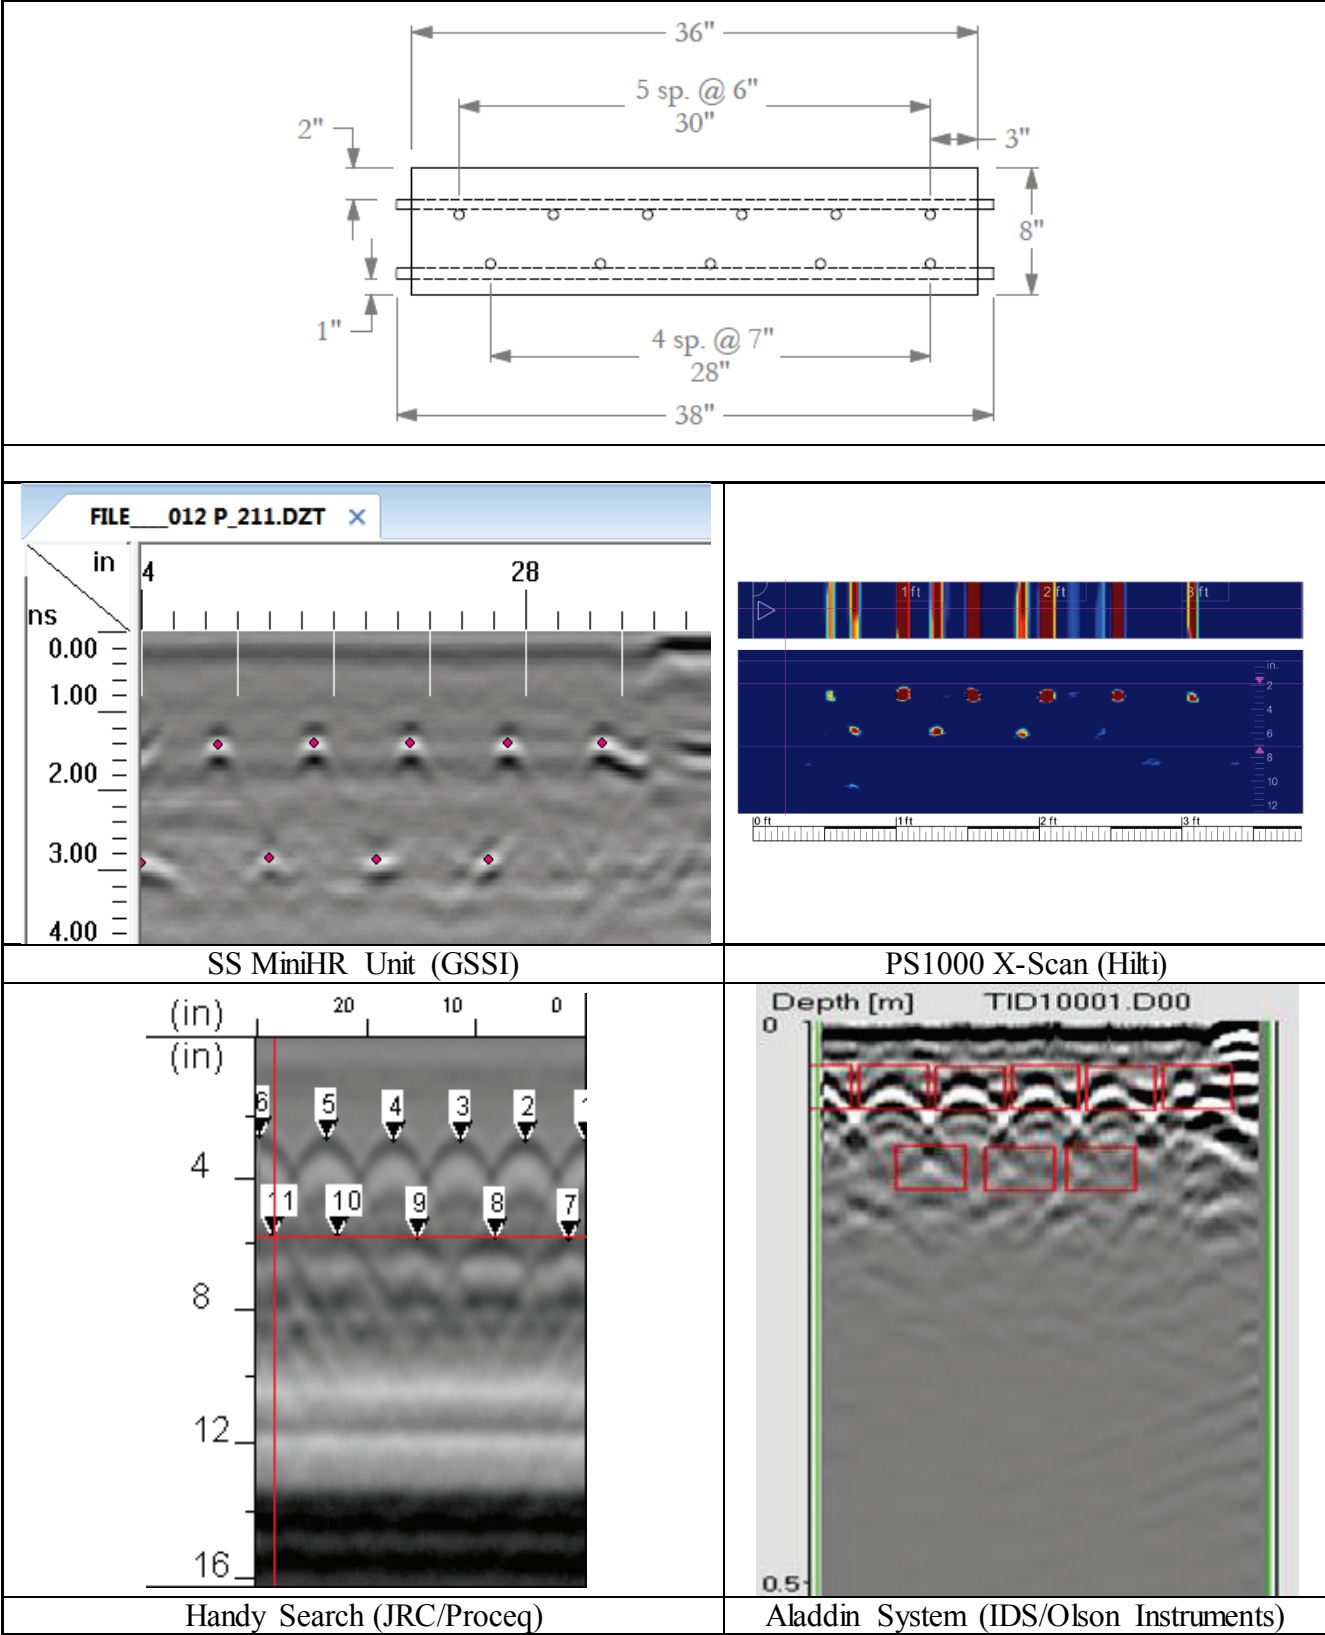 36"
5 sp. @ 6"
30"
2"
3"
8"
1"
4 sp. @ 7"
28"
38"
FILE___012 P_211.DZT ×
in
4 28
ns
0.00
1.00
2.00
3.00
4.00
1 ft 2 ft 3 ft
in.
2
4
6
8
10
12
0 ft 1 ft 2 ft 3 ft
SS MiniHR Unit (GSSI)
PS1000 X-Scan (Hilti)
(in) 20 10 0
(in)
6 5 4 3 2 1
4
11 10 9 8 7
8
12
16
Depth [m] TID10001.D00
0
0.5
Handy Search (JRC/Proceq)
Aladdin System (IDS/Olson Instruments)